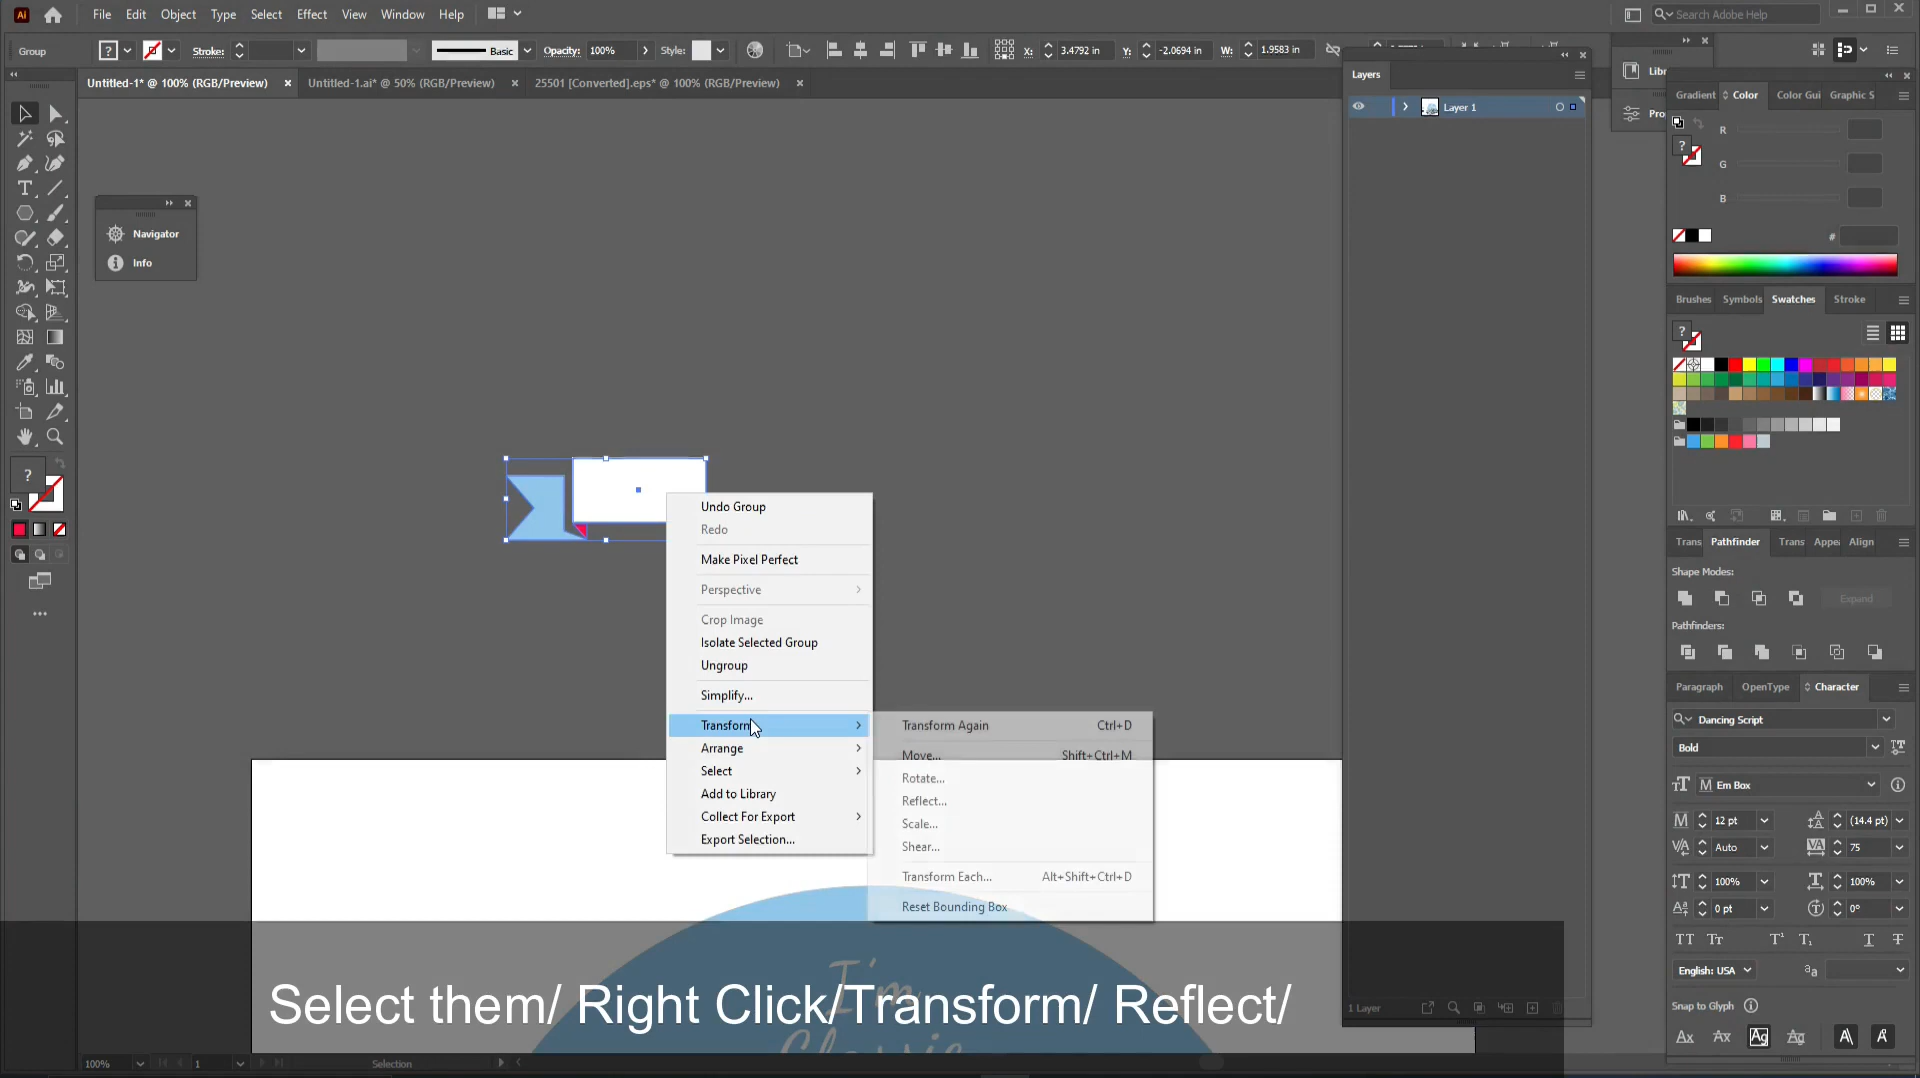 File Edit Object Type Select Effect View Window Help
Search Adobe Help
Group
Stroke:
Basic
Opacity: 100%
Style:
X: 3.4792 in Y: -2.0694 in W: 1.9583 in
Untitled-1* @ 100% (RGB/Preview)
Untitled-1.ai* @ 50% (RGB/Preview)
25501 [Converted].eps* @ 100% (RGB/Preview)
Layers
Layer 1
Navigator
Info
Undo Group
Redo
Make Pixel Perfect
Perspective
Crop Image
Isolate Selected Group
Ungroup
Simplify...
Transform
Arrange
Select
Add to Library
Collect For Export
Export Selection...
Transform Again Ctrl+D
Move... Shift+Ctrl+M
Rotate...
Reflect...
Scale...
Shear...
Transform Each... Alt+Shift+Ctrl+D
Reset Bounding Box
I'm
Classic
Select them/ Right Click/Transform/ Reflect/
100%
1
Selection
1 Layer
Lib
Pro
Gradient Color Color Gui Graphic S
R
G
B
#
Brushes Symbols Swatches Stroke
Trans Pathfinder Trans Appe Align
Shape Modes:
Expand
Pathfinders:
Paragraph OpenType Character
Dancing Script
Bold
Em Box
12 pt (14.4 pt)
Auto 75
100% 100%
0 pt 0°
English: USA
Snap to Glyph